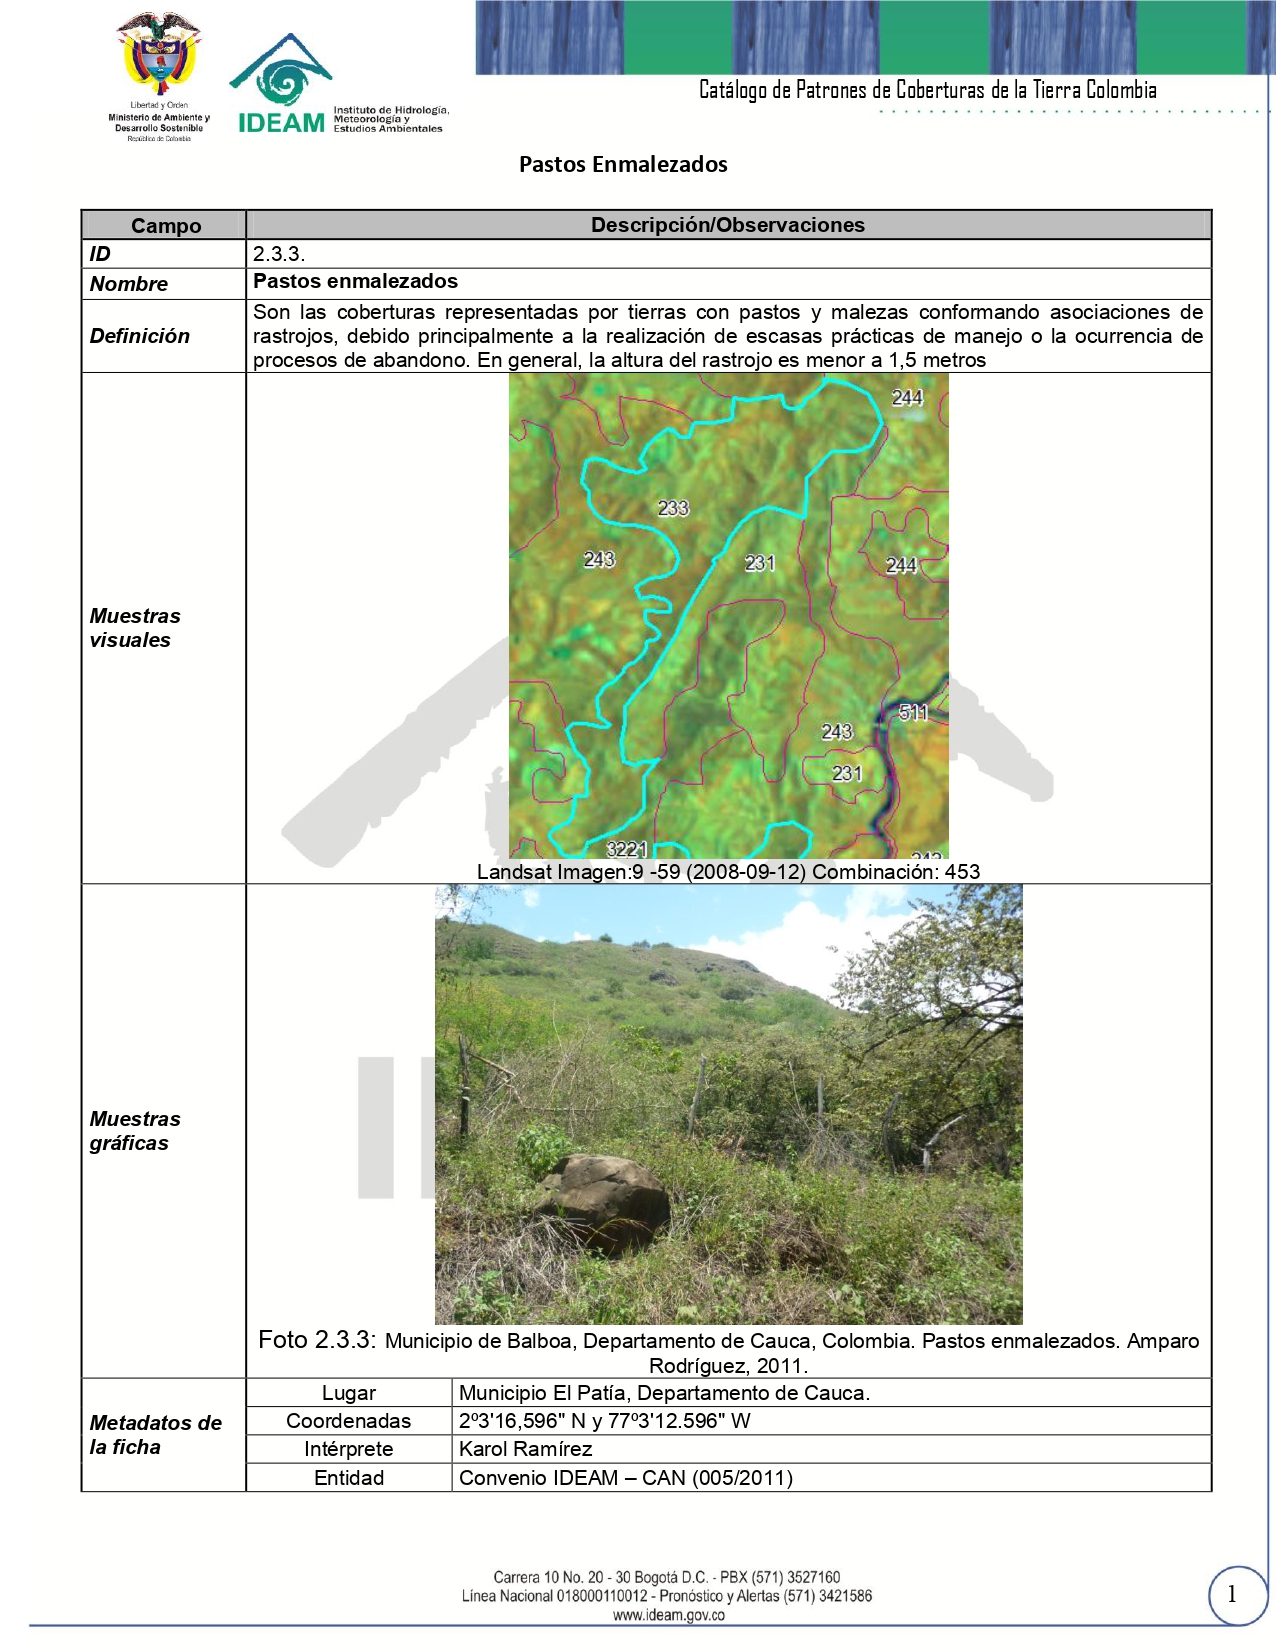 Libertad y Orden
Ministerio de Ambiente y
Desarrollo Sostenible
República de Colombia
IDEAM
Instituto de Hidrología,
Meteorología y
Estudios Ambientales
Catálogo de Patrones de Coberturas de la Tierra Colombia
Pastos Enmalezados
Campo Descripción/Observaciones
ID 2.3.3.
Nombre Pastos enmalezados
Definición
Son las coberturas representadas por tierras con pastos y malezas conformando asociaciones de
rastrojos, debido principalmente a la realización de escasas prácticas de manejo o la ocurrencia de
procesos de abandono. En general, la altura del rastrojo es menor a 1,5 metros
Muestras
visuales
244
233
243
231
244
511
243
231
3221
243
Landsat Imagen:9 -59 (2008-09-12) Combinación: 453
Muestras
gráficas
Foto 2.3.3: Municipio de Balboa, Departamento de Cauca, Colombia. Pastos enmalezados. Amparo
Rodríguez, 2011.
Metadatos de
la ficha
Lugar Municipio El Patía, Departamento de Cauca.
Coordenadas 2º3'16,596" N y 77º3'12.596" W
Intérprete Karol Ramírez
Entidad Convenio IDEAM – CAN (005/2011)
Carrera 10 No. 20 - 30 Bogotá D.C. - PBX (571) 3527160
Línea Nacional 018000110012 - Pronóstico y Alertas (571) 3421586
www.ideam.gov.co
1